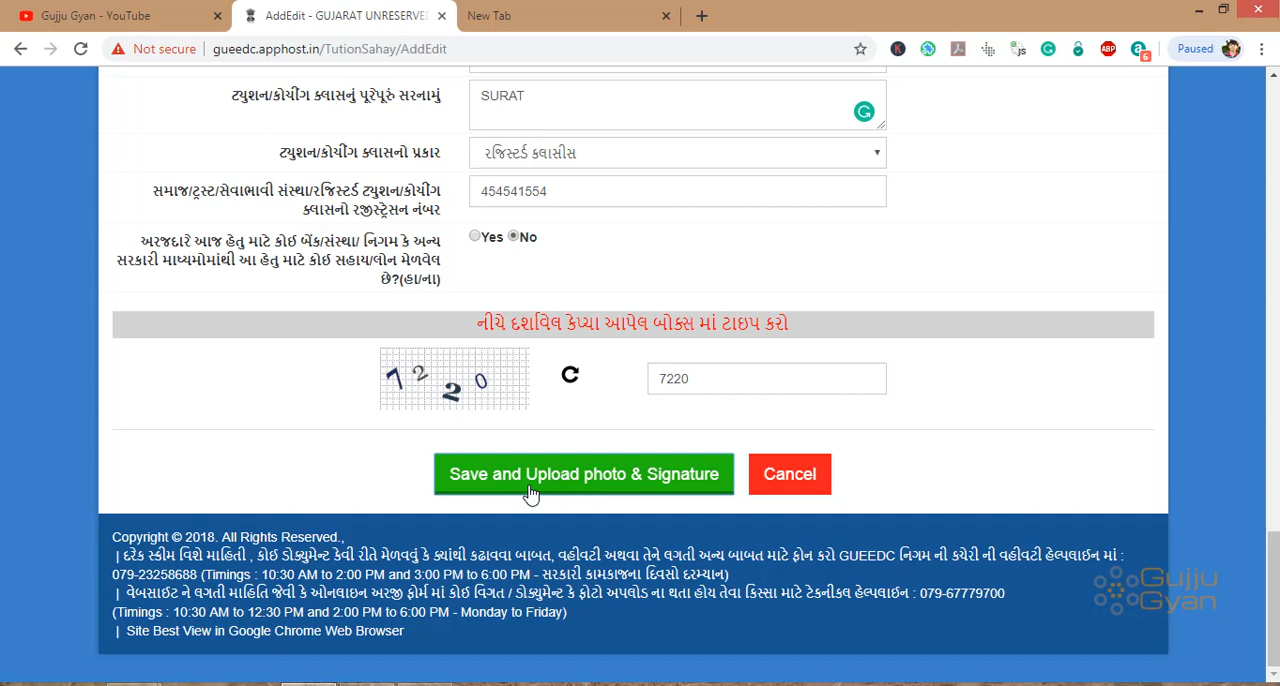 Gujju Gyan - YouTube
AddEdit - GUJARAT UNRESERVED
New Tab
Not secure | gueedc.apphost.in/TutionSahay/AddEdit
ABP
6
Paused
ટ્યુશન/કોચીંગ ક્લાસનું પૂરેપૂરું સરનામું
SURAT
ટ્યુશન/કોચીંગ ક્લાસનો પ્રકાર
રજિસ્ટર્ડ ક્લાસીસ
સમાજ/ટ્રસ્ટ/સેવાભાવી સંસ્થા/રજિસ્ટર્ડ ટ્યુશન/કોચીંગ
ક્લાસનો રજીસ્ટ્રેસન નંબર
454541554
અરજદારે આજ હેતુ માટે કોઈ બેંક/સંસ્થા/ નિગમ કે અન્ય
સરકારી માધ્યમોમાંથી આ હેતુ માટે કોઈ સહાય/લોન મેળવેલ
છે?(હા/ના)
Yes No
નીચે દર્શાવેલ કેપ્ચા આપેલ બોક્સ માં ટાઇપ કરો
7220
7220
Save and Upload photo & Signature
Cancel
Copyright © 2018. All Rights Reserved.,
| દરેક સ્કીમ વિશે માહિતી , કોઈ ડોક્યુમેન્ટ કેવી રીતે મેળવવું કે ક્યાંથી કઢાવવા બાબત, વહીવટી અથવા તેને લગતી અન્ય બાબત માટે ફોન કરો GUEEDC નિગમ ની કચેરી ની વહીવટી હેલ્પલાઈન માં :
079-23258688 (Timings : 10:30 AM to 2:00 PM and 3:00 PM to 6:00 PM - સરકારી કામકાજના દિવસો દરમ્યાન)
| વેબસાઈટ ને લગતી માહિતિ જેવી કે ઓનલાઇન અરજી ફોર્મ માં કોઈ વિગત / ડોક્યુમેન્ટ કે ફોટો અપલોડ ના થતા હોય તેવા કિસ્સા માટે ટેકનીકલ હેલ્પલાઈન : 079-67779700
(Timings : 10:30 AM to 12:30 PM and 2:00 PM to 6:00 PM - Monday to Friday)
| Site Best View in Google Chrome Web Browser
Gujju
Gyan